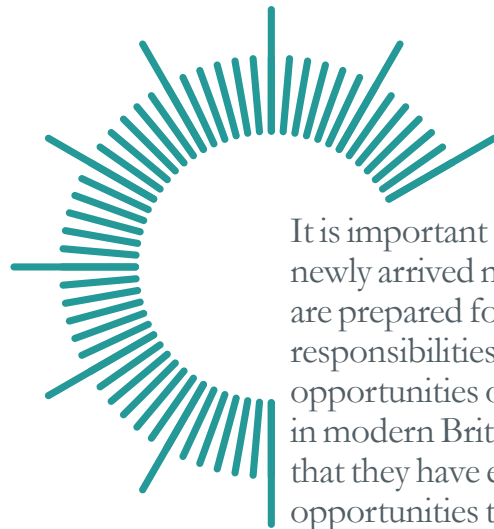 It is important
newly arrived
are prepared
responsibilities
opportunities
in modern
that they have
opportunities